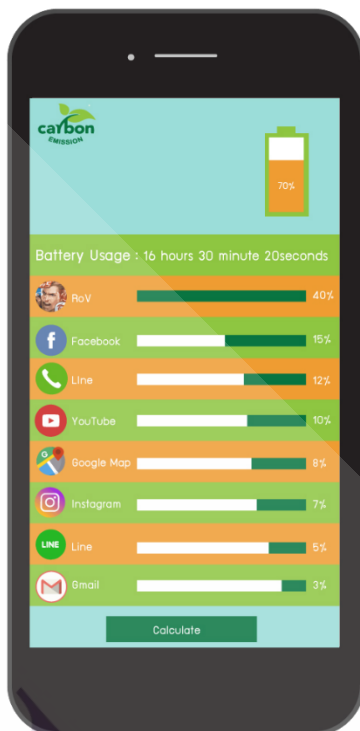 carbon
EMISSION
70%
Battery Usage : 16 hours 30 minute 20seconds
RoV 40%
f Facebook 15%
Line 12%
YouTube 10%
G Google Map 8%
Instagram 7%
LINE Line 5%
M Gmail 3%
Calculate